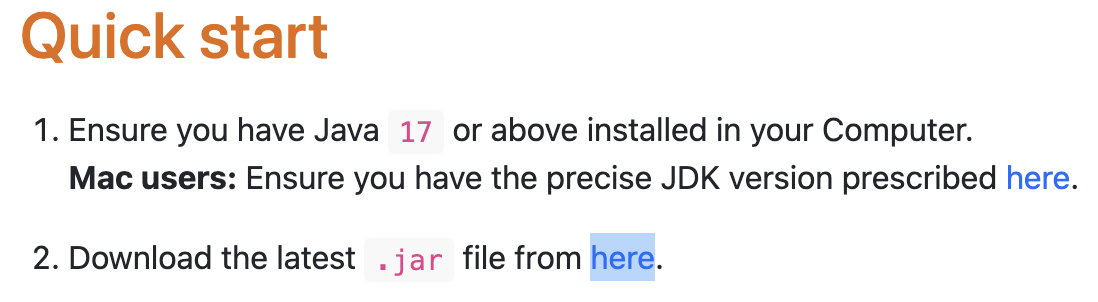 Quick start
1. Ensure you have Java 17 or above installed in your Computer.
Mac users: Ensure you have the precise JDK version prescribed here.
2. Download the latest .jar file from here.